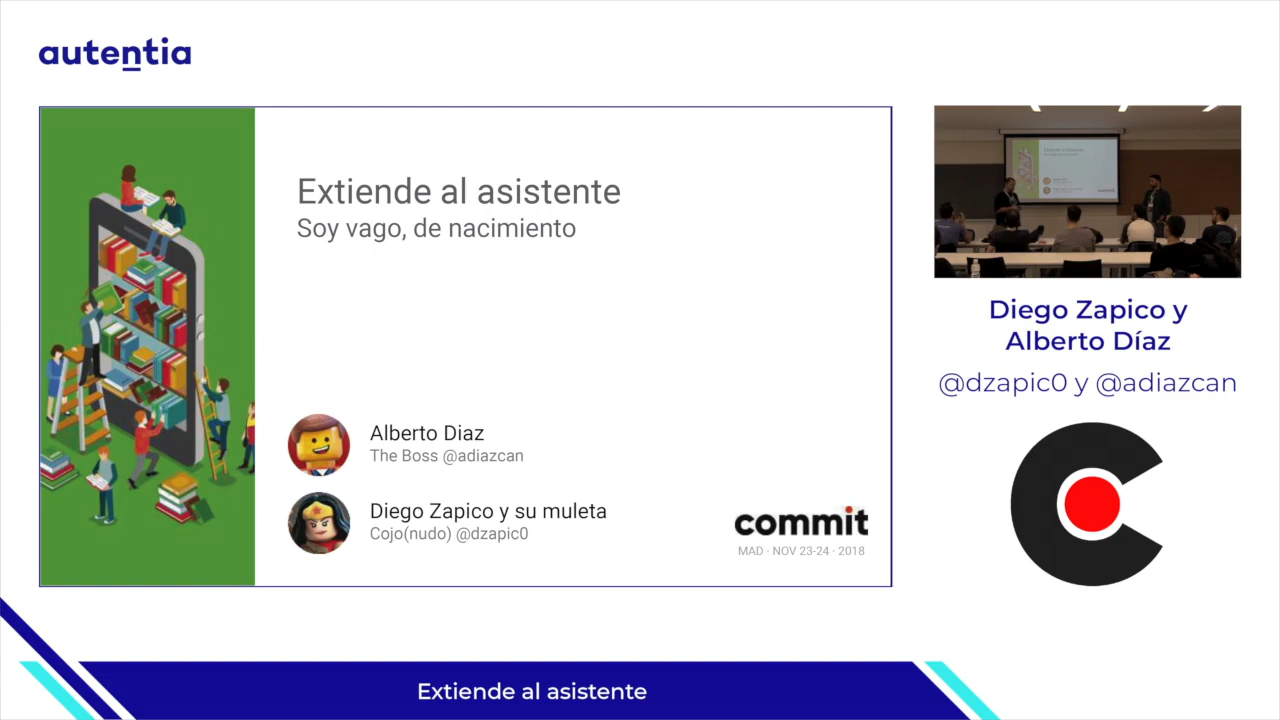 autentia
Extiende al asistente
Soy vago, de nacimiento
Alberto Diaz
The Boss @adiazcan
Diego Zapico y su muleta
Cojo(nudo) @dzapic0
commit
MAD · NOV 23-24 · 2018
Diego Zapico y
Alberto Díaz
@dzapic0 y @adiazcan
Extiende al asistente